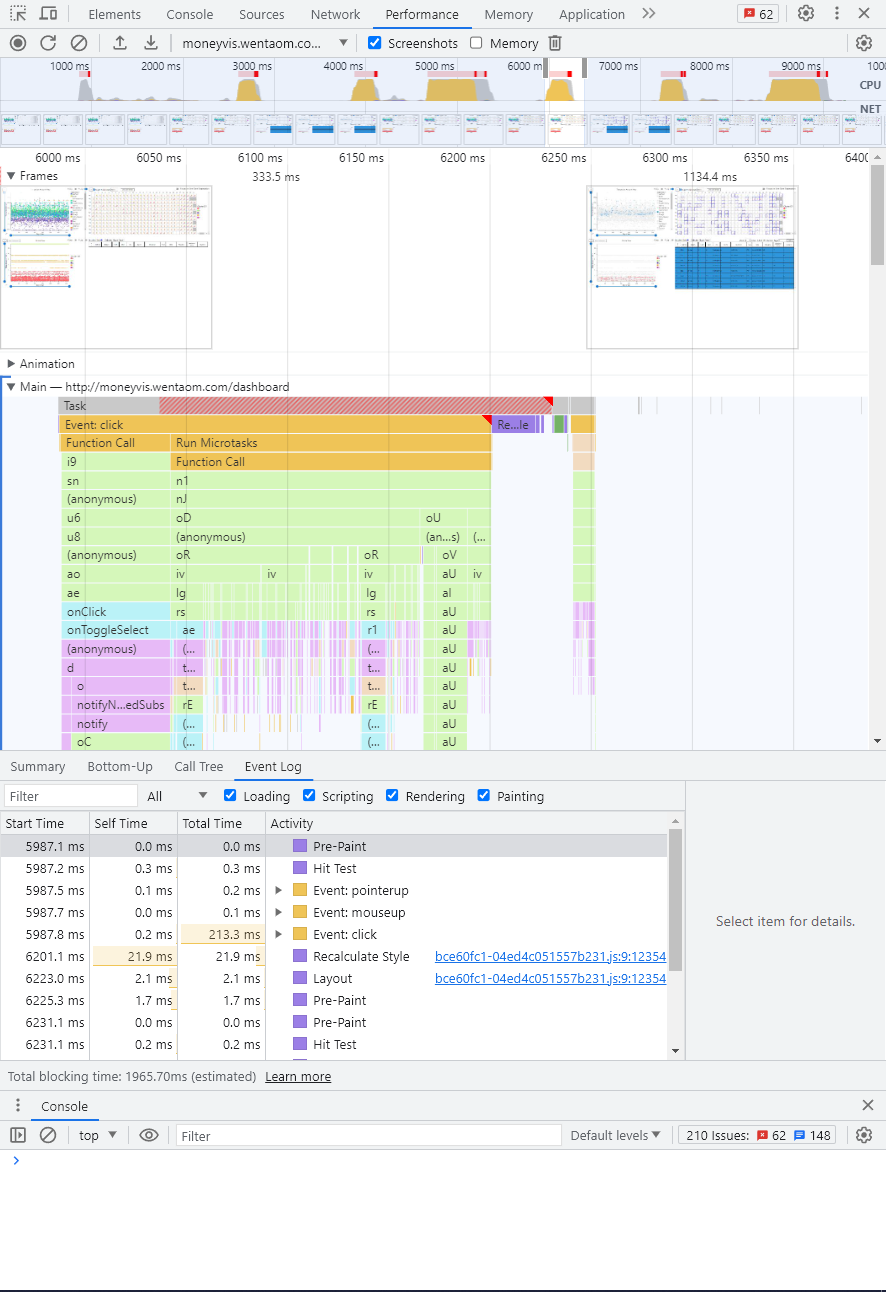 Elements Console Sources Network Performance Memory Application 62
moneyvis.wentaom.co... Screenshots Memory
1000 ms 2000 ms 3000 ms 4000 ms 5000 ms 6000 m 7000 ms 8000 ms 9000 ms 1000
CPU
NET
6000 ms 6050 ms 6100 ms 6150 ms 6200 ms 6250 ms 6300 ms 6350 ms 6400
Frames 333.5 ms 1134.4 ms
Animation
Main — http://moneyvis.wentaom.com/dashboard
Task
Event: click Re...le
Function Call Run Microtasks
i9 Function Call
sn n1
(anonymous) nJ
u6 oD oU
u8 (anonymous) (an...s) (...
(anonymous) oR oR oV
ao iv iv iv aU iv
ae lg lg al
onClick rs rs aU
onToggleSelect ae r1 aU
(anonymous) (... (... aU
d t... t... aU
o t... t... aU
notifyN...edSubs rE rE aU
notify (... (... aU
oC (... (... aU
Summary Bottom-Up Call Tree Event Log
Filter All Loading Scripting Rendering Painting
Start Time Self Time Total Time Activity
5987.1 ms 0.0 ms 0.0 ms Pre-Paint
5987.2 ms 0.3 ms 0.3 ms Hit Test
5987.5 ms 0.1 ms 0.2 ms Event: pointerup
5987.7 ms 0.0 ms 0.1 ms Event: mouseup
5987.8 ms 0.2 ms 213.3 ms Event: click
6201.1 ms 21.9 ms 21.9 ms Recalculate Style bce60fc1-04ed4c051557b231.js:9:12354
6223.0 ms 2.1 ms 2.1 ms Layout bce60fc1-04ed4c051557b231.js:9:12354
6225.3 ms 1.7 ms 1.7 ms Pre-Paint
6231.1 ms 0.0 ms 0.0 ms Pre-Paint
6231.1 ms 0.2 ms 0.2 ms Hit Test
Select item for details.
Total blocking time: 1965.70ms (estimated) Learn more
Console
top Filter Default levels 210 Issues: 62 148